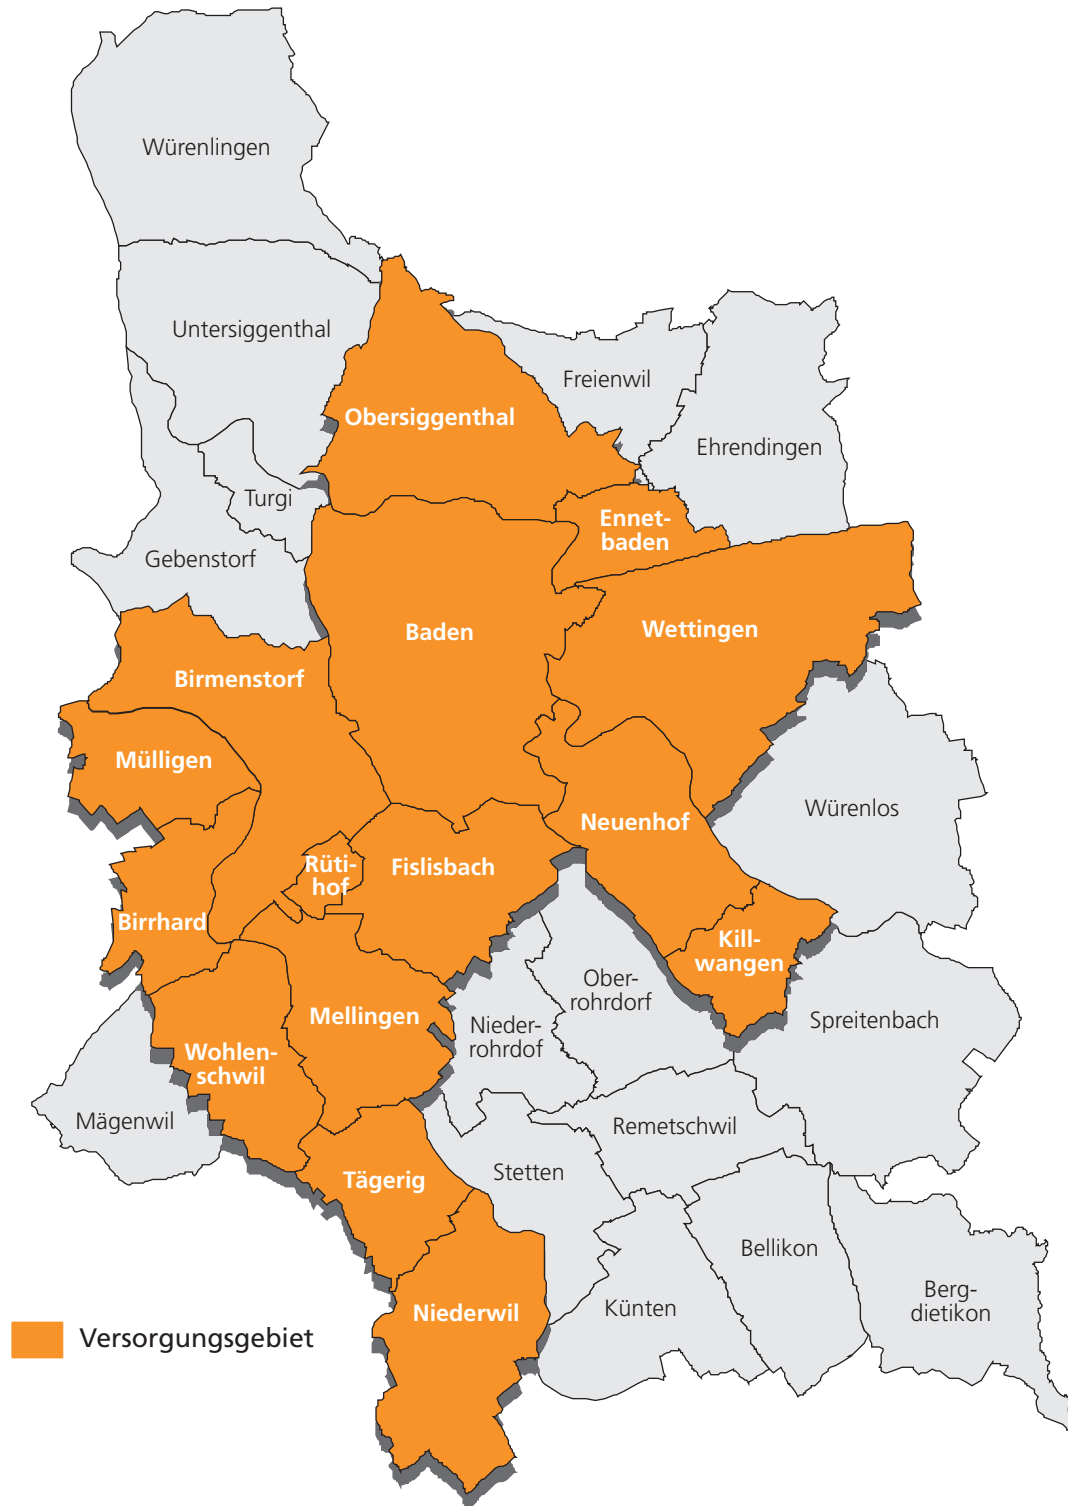 Würenlingen
Untersiggenthal
Freienwil
Obersiggenthal
Ehrendingen
Turgi
Ennet-
baden
Gebenstorf
Baden
Wettingen
Birmenstorf
Mülligen
Würenlos
Neuenhof
Rüti-
hof
Fislisbach
Birrhard
Kill-
wangen
Ober-
rohrdorf
Mellingen
Nieder-
rohrdof
Spreitenbach
Wohlen-
schwil
Mägenwil
Remetschwil
Stetten
Tägerig
Bellikon
Berg-
dietikon
Künten
Niederwil
Versorgungsgebiet